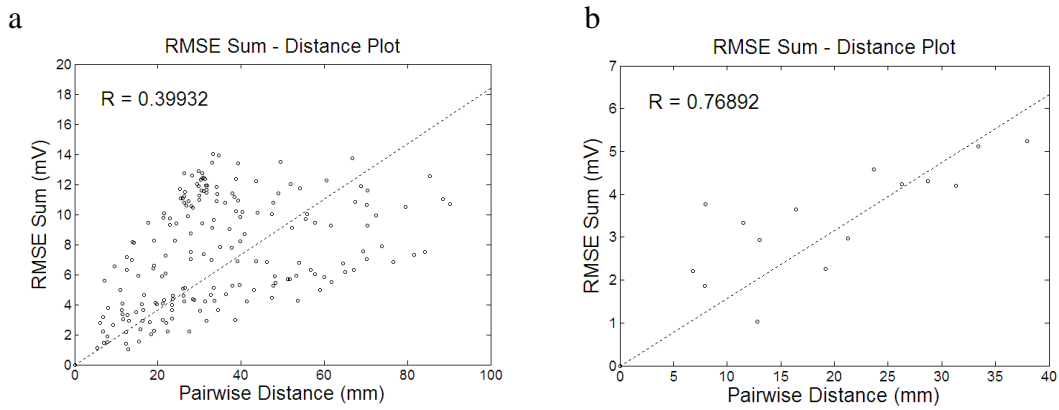 a
RMSE Sum - Distance Plot
R = 0.39932
RMSE Sum (mV)
20
18
16
14
12
10
8
6
4
2
0
0 20 40 60 80 100
Pairwise Distance (mm)
b
RMSE Sum - Distance Plot
R = 0.76892
RMSE Sum (mV)
7
6
5
4
3
2
1
0
0 5 10 15 20 25 30 35 40
Pairwise Distance (mm)